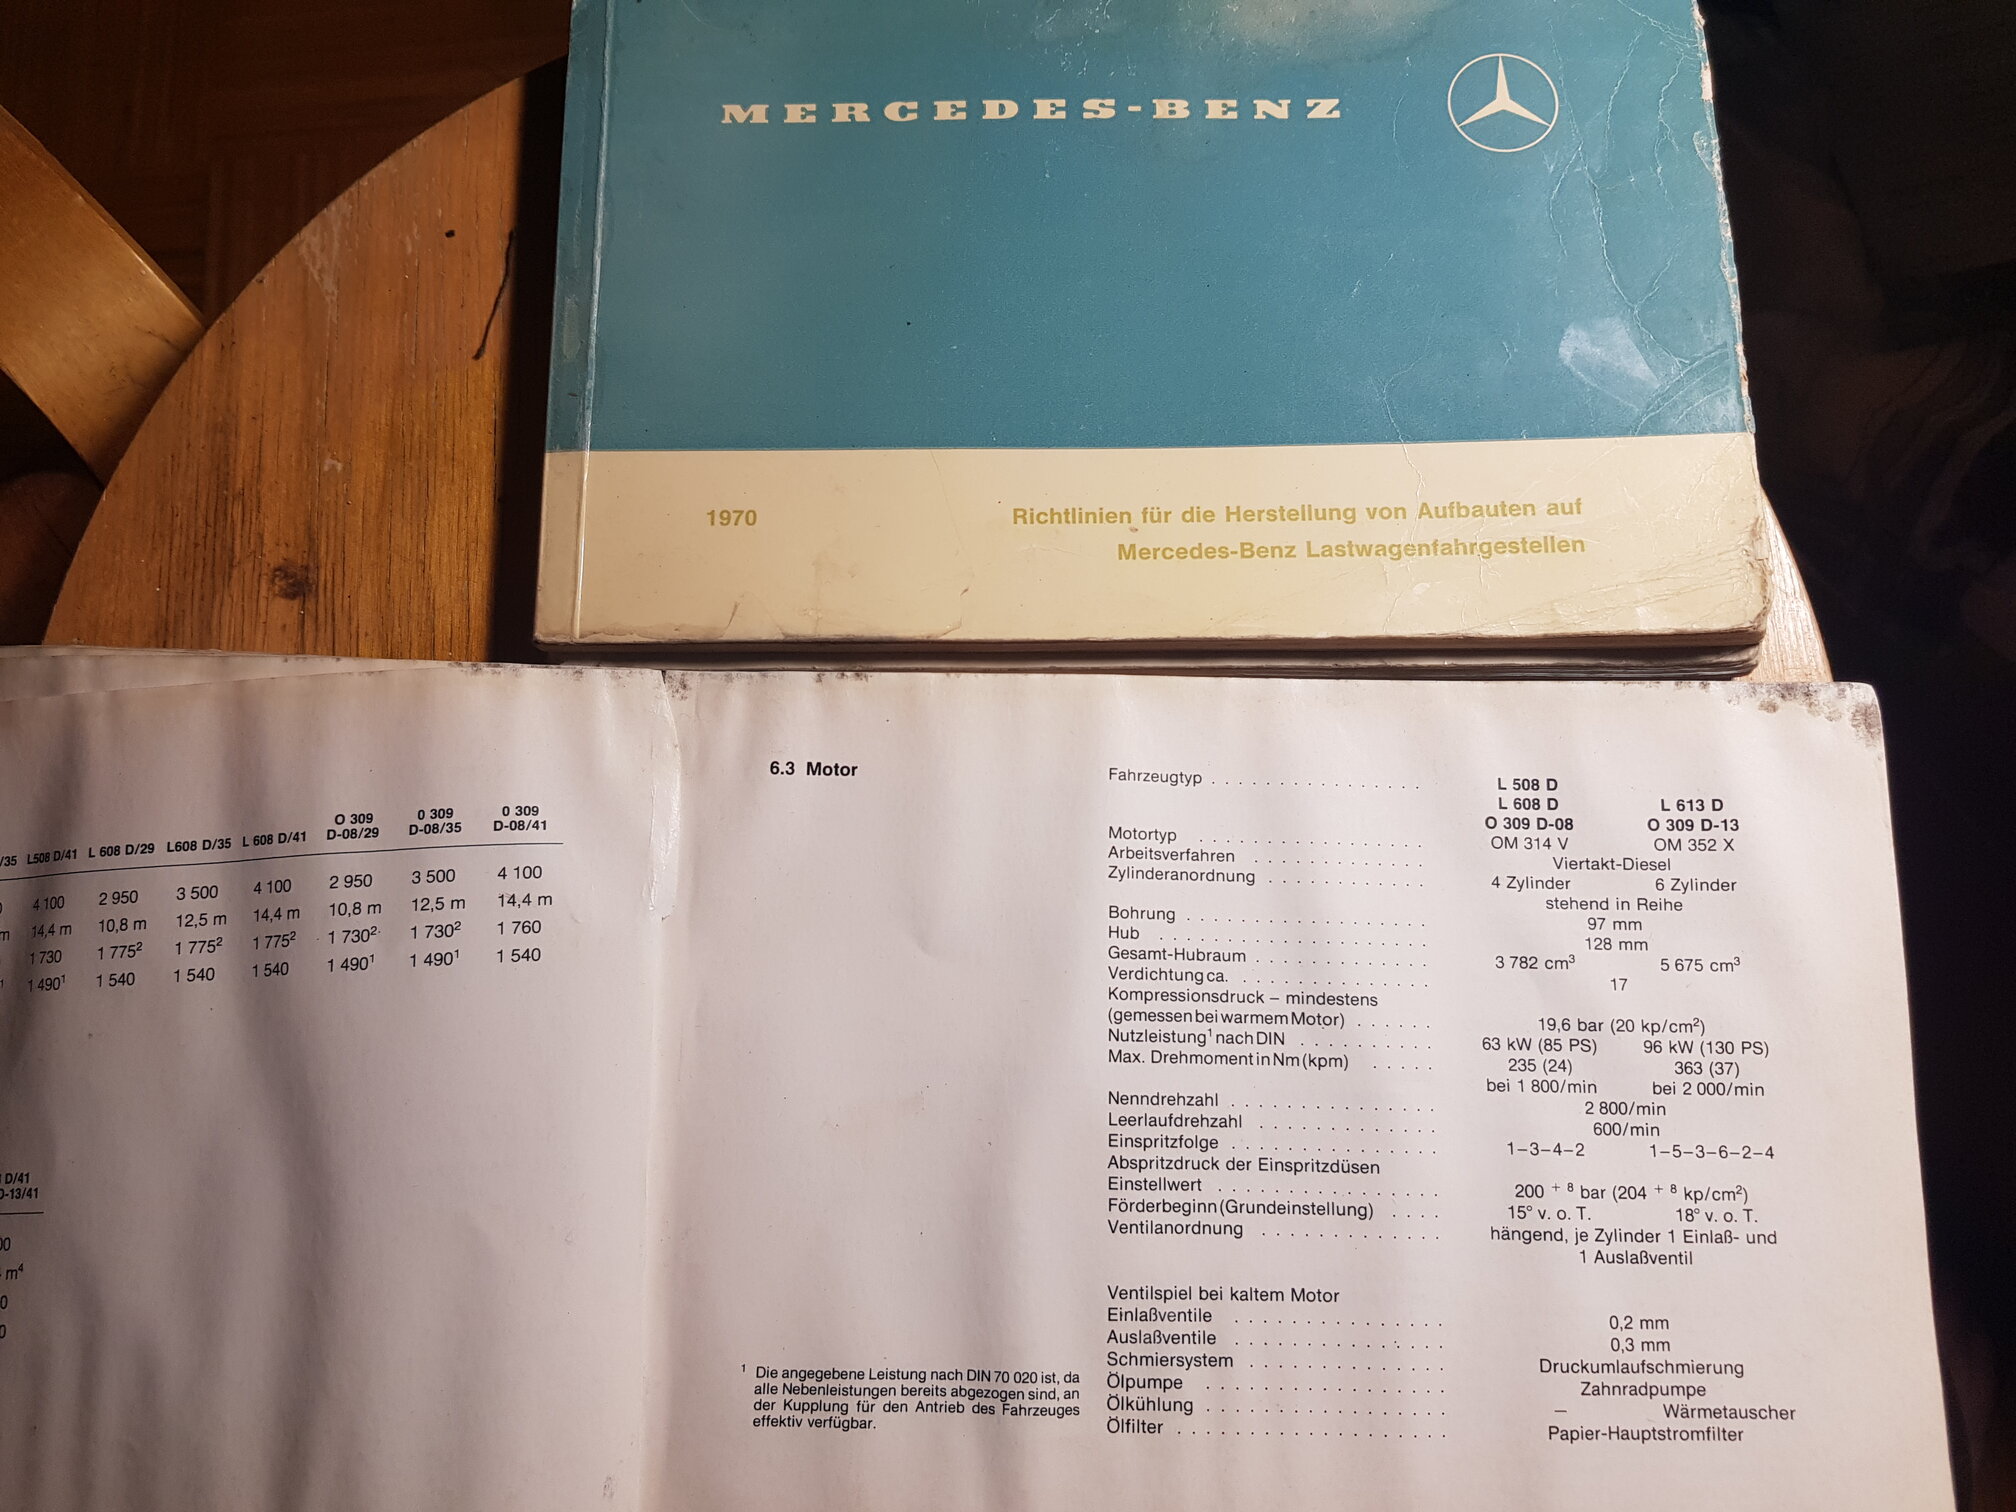 MERCEDES-BENZ
1970
Richtlinien für die Herstellung von Aufbauten auf
Mercedes-Benz Lastwagenfahrgestellen
/35 L508 D/41 L 608 D/29 L608 D/35 L 608 D/41 O 309 D-08/29 0 309 D-08/35 0 309 D-08/41
0 4 100 2 950 3 500 4 100 2 950 3 500 4 100
m 14,4 m 10,8 m 12,5 m 14,4 m 10,8 m 12,5 m 14,4 m
1 730 1 775² 1 775² 1 775² 1 730² 1 730² 1 760
¹ 1 490¹ 1 540 1 540 1 540 1 490¹ 1 490¹ 1 540
D/41
D-13/41
00
m⁴
0
0
6.3 Motor
Fahrzeugtyp . . . . . . . . . . . . . . . . L 508 D
L 608 D L 613 D
O 309 D-08 O 309 D-13
Motortyp . . . . . . . . . . . . . . . . . OM 314 V OM 352 X
Arbeitsverfahren . . . . . . . . . . . . . Viertakt-Diesel
Zylinderanordnung . . . . . . . . . . . . 4 Zylinder 6 Zylinder
stehend in Reihe
Bohrung . . . . . . . . . . . . . . . . . . 97 mm
Hub . . . . . . . . . . . . . . . . . . . . 128 mm
Gesamt-Hubraum . . . . . . . . . . . . . 3 782 cm³ 5 675 cm³
Verdichtung ca. . . . . . . . . . . . . . . 17
Kompressionsdruck – mindestens
(gemessen bei warmem Motor) . . . . . . 19,6 bar (20 kp/cm²)
Nutzleistung¹ nach DIN . . . . . . . . . . 63 kW (85 PS) 96 kW (130 PS)
Max. Drehmoment in Nm (kpm) . . . . . 235 (24) 363 (37)
bei 1 800/min bei 2 000/min
Nenndrehzahl . . . . . . . . . . . . . . . 2 800/min
Leerlaufdrehzahl . . . . . . . . . . . . . 600/min
Einspritzfolge . . . . . . . . . . . . . . . 1–3–4–2 1–5–3–6–2–4
Abspritzdruck der Einspritzdüsen
Einstellwert . . . . . . . . . . . . . . . . 200 ⁺ ⁸ bar (204 ⁺ ⁸ kp/cm²)
Förderbeginn (Grundeinstellung) . . . . 15° v. o. T. 18° v. o. T.
Ventilanordnung . . . . . . . . . . . . . hängend, je Zylinder 1 Einlaß- und
1 Auslaßventil
Ventilspiel bei kaltem Motor
Einlaßventile . . . . . . . . . . . . . . . 0,2 mm
Auslaßventile . . . . . . . . . . . . . . . 0,3 mm
Schmiersystem . . . . . . . . . . . . . . Druckumlaufschmierung
Ölpumpe . . . . . . . . . . . . . . . . . Zahnradpumpe
Ölkühlung . . . . . . . . . . . . . . . . . – Wärmetauscher
Ölfilter . . . . . . . . . . . . . . . . . . . Papier-Hauptstromfilter
¹ Die angegebene Leistung nach DIN 70 020 ist, da
alle Nebenleistungen bereits abgezogen sind, an
der Kupplung für den Antrieb des Fahrzeuges
effektiv verfügbar.